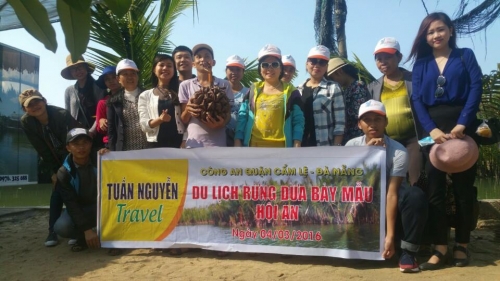 TUẤN NGUYỄN
Travel
CÔNG AN QUẬN CẨM LỆ - ĐÀ NẴNG
DU LỊCH RỪNG DỪA BẢY MẪU
HỘI AN
Ngày 04/03/2016